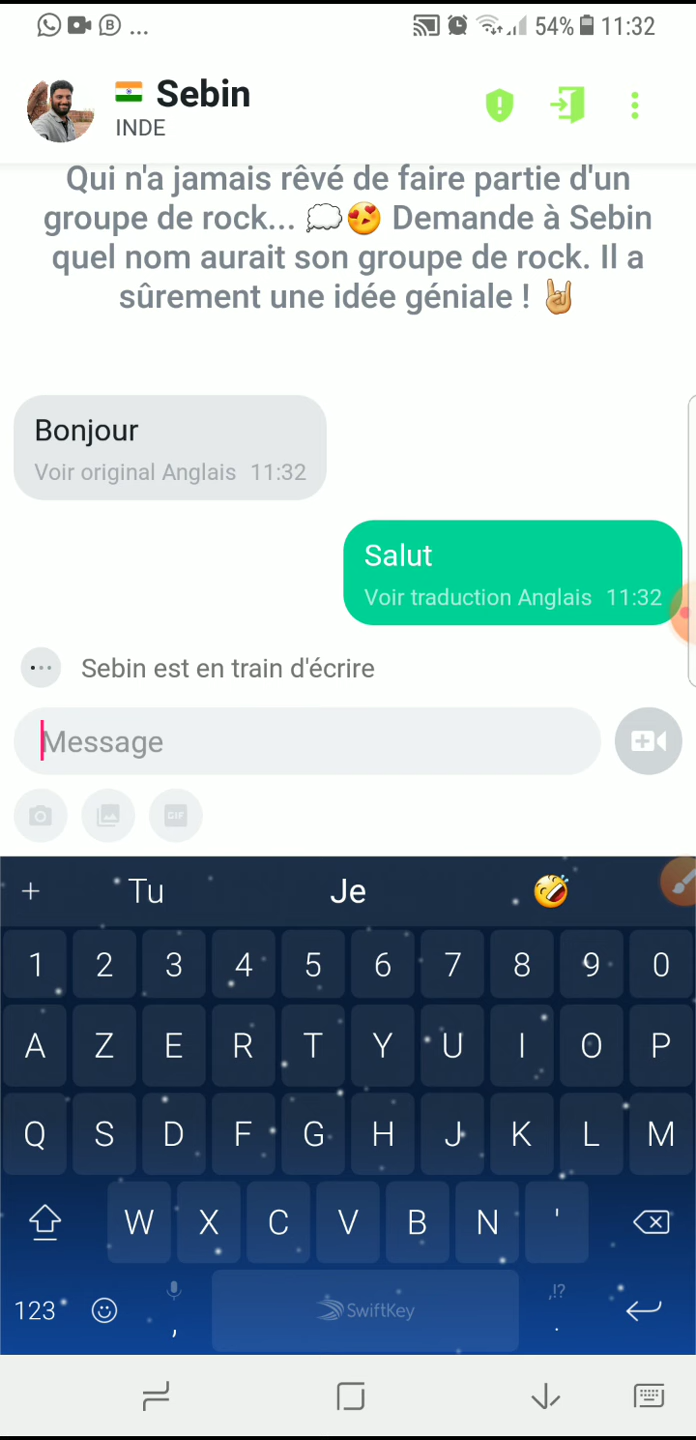 ... 54% 11:32
Sebin
INDE
Qui n'a jamais rêvé de faire partie d'un
groupe de rock... 💭😍 Demande à Sebin
quel nom aurait son groupe de rock. Il a
sûrement une idée géniale ! 🤘
Bonjour
Voir original Anglais 11:32
Salut
Voir traduction Anglais 11:32
Sebin est en train d'écrire
Message
GIF
+ Tu Je 🤣
1 2 3 4 5 6 7 8 9 0
A Z E R T Y U I O P
Q S D F G H J K L M
W X C V B N '
123 , SwiftKey ,!? .